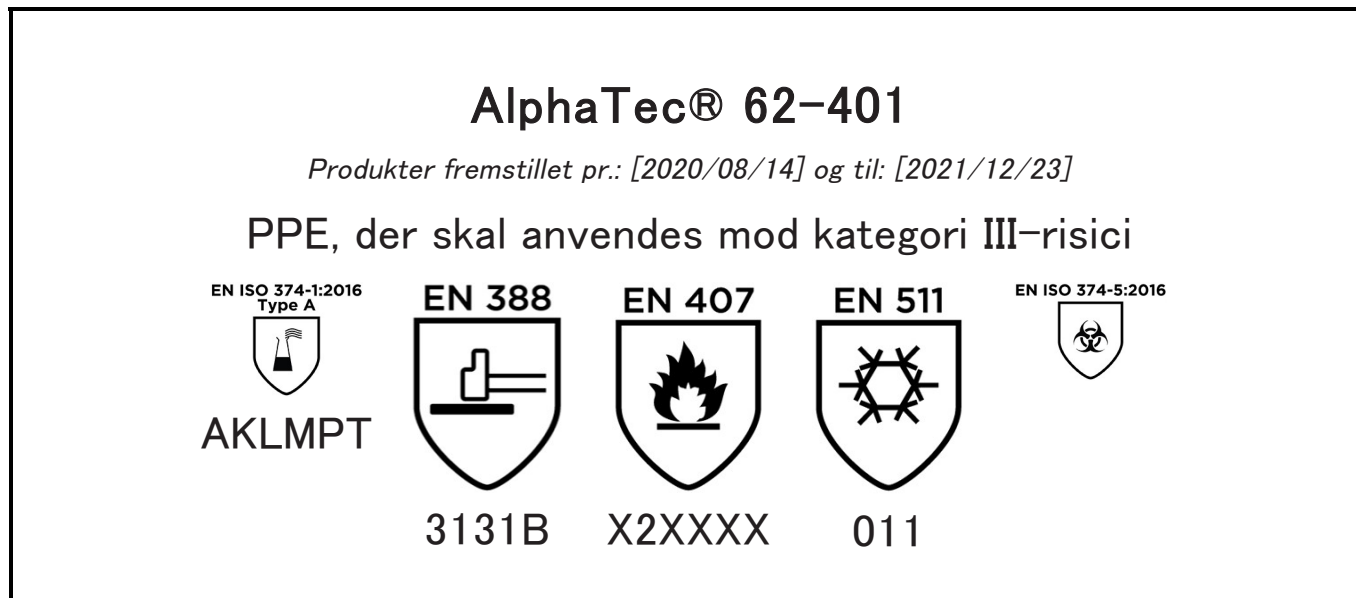 AlphaTec® 62-401
Produkter fremstillet pr.: [2020/08/14] og til: [2021/12/23]
PPE, der skal anvendes mod kategori III-risici
EN ISO 374-1:2016
Type A
AKLMPT
EN 388
3131B
EN 407
X2XXXX
EN 511
011
EN ISO 374-5:2016